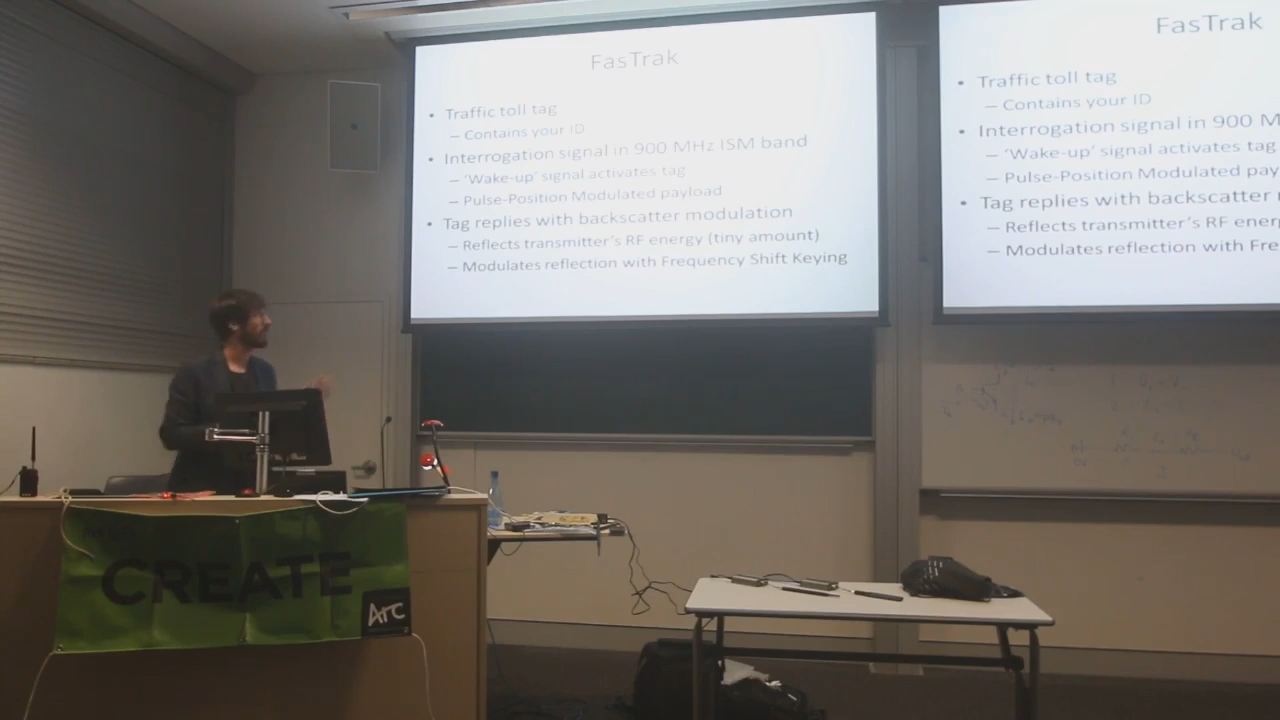 FasTrak
• Traffic toll tag
– Contains your ID
• Interrogation signal in 900 MHz ISM band
– ‘Wake-up’ signal activates tag
– Pulse-Position Modulated payload
• Tag replies with backscatter modulation
– Reflects transmitter’s RF energy (tiny amount)
– Modulates reflection with Frequency Shift Keying
FasTrak
• Traffic toll tag
– Contains your ID
• Interrogation signal in 900 M
– ‘Wake-up’ signal activates tag
– Pulse-Position Modulated pay
• Tag replies with backscatter
– Reflects transmitter’s RF ener
– Modulates reflection with Fre
CREATE
Arc